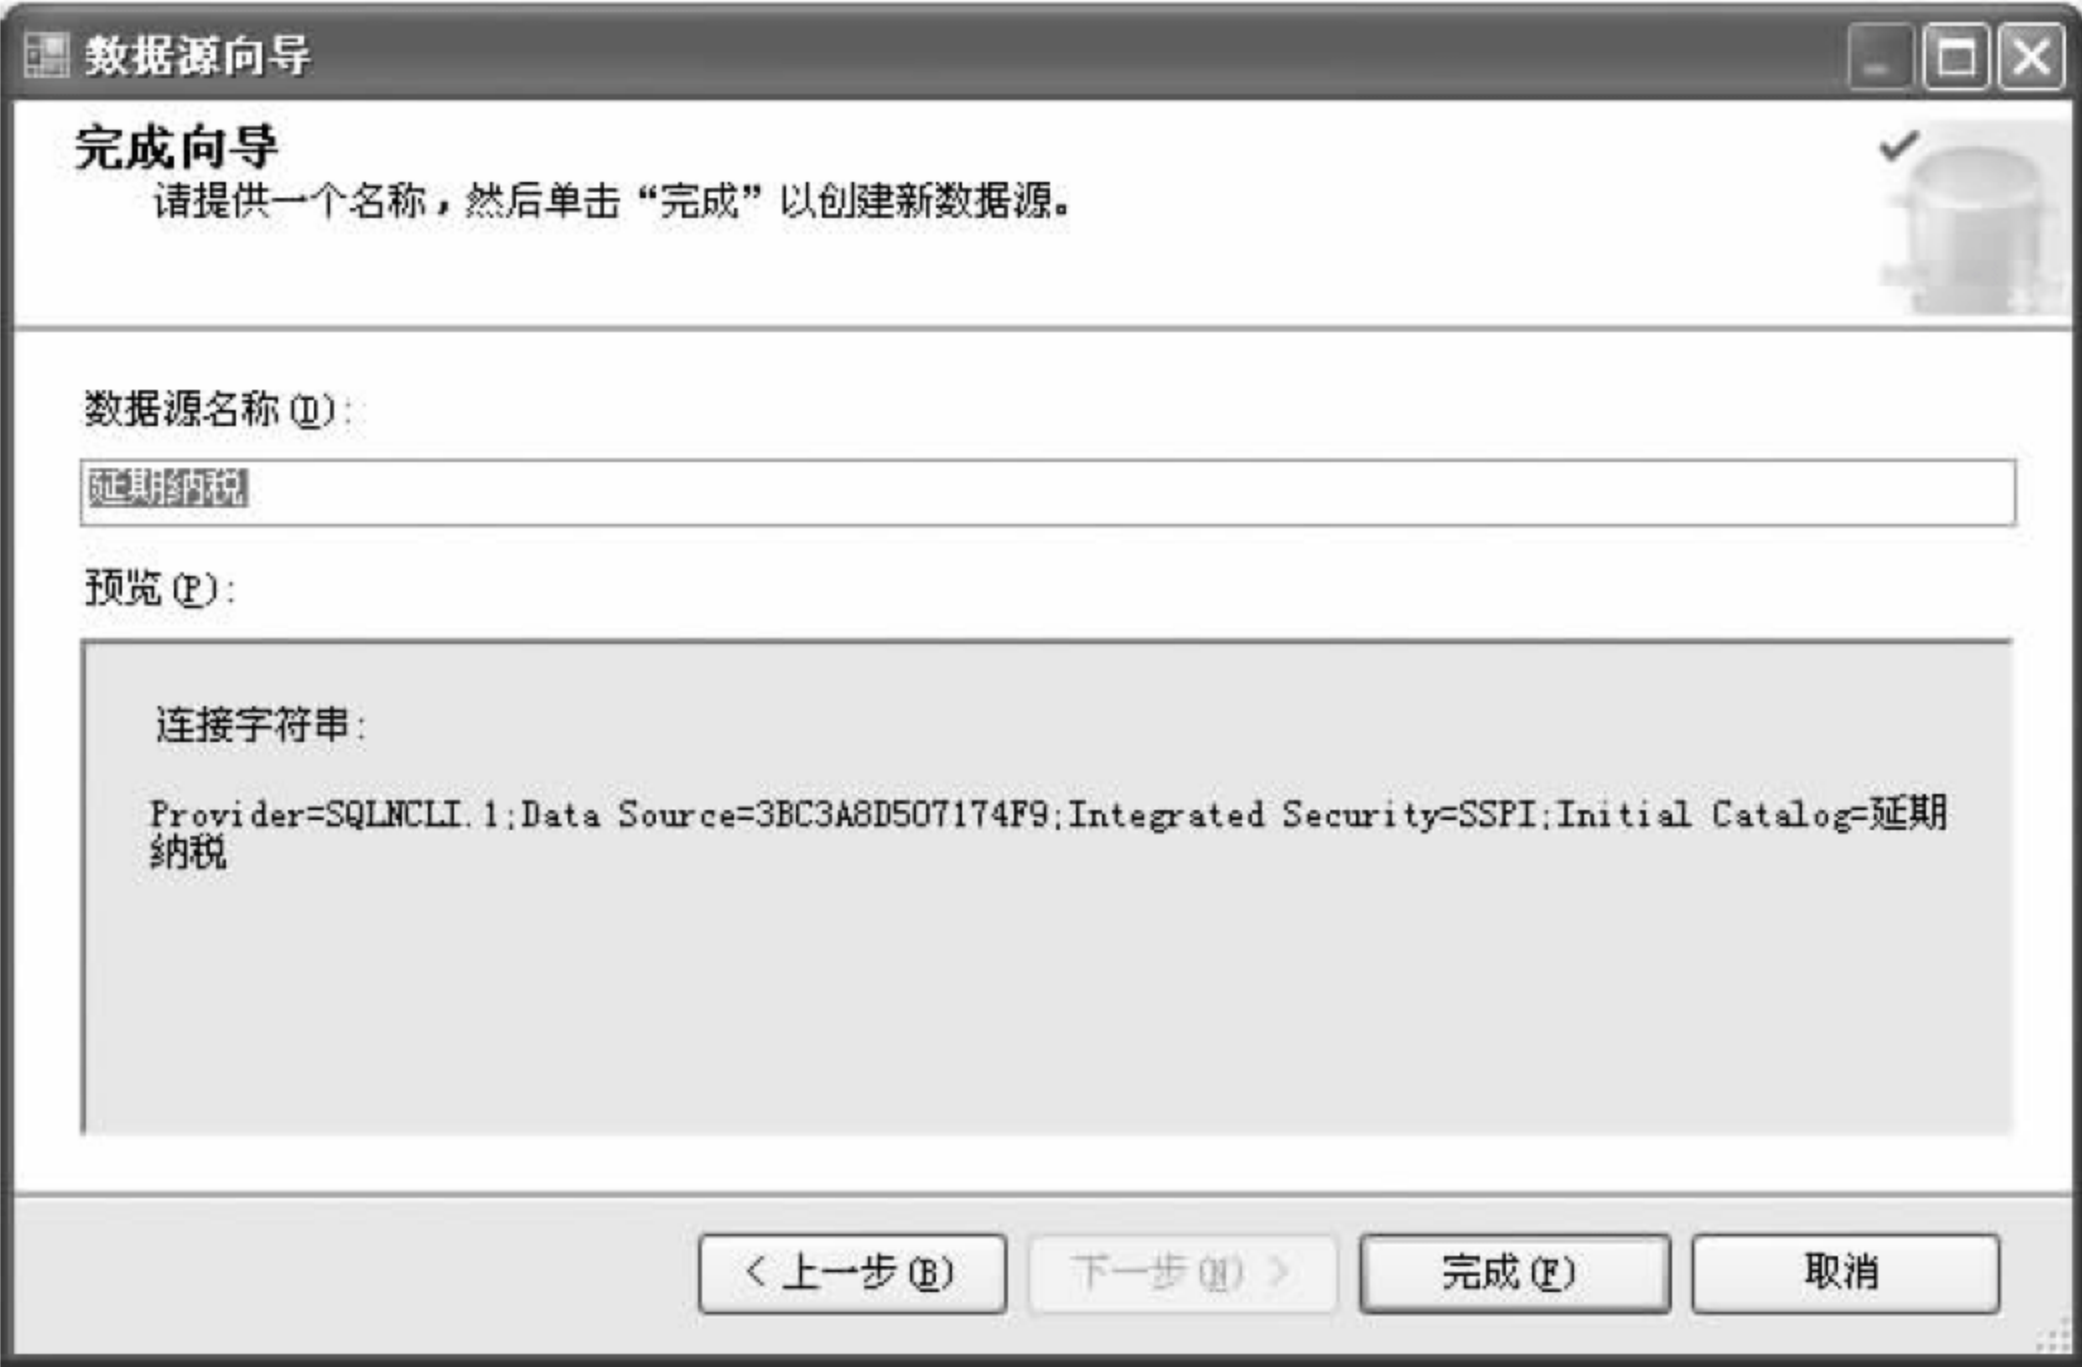 数据源向导
完成向导
请提供一个名称，然后单击“完成”以创建新数据源。
数据源名称(D):
延期纳税
预览(P):
连接字符串:
Provider=SQLNCLI.1;Data Source=3BC3A8D507174F9;Integrated Security=SSPI;Initial Catalog=延期
纳税
< 上一步(B) 下一步(N) > 完成(F) 取消